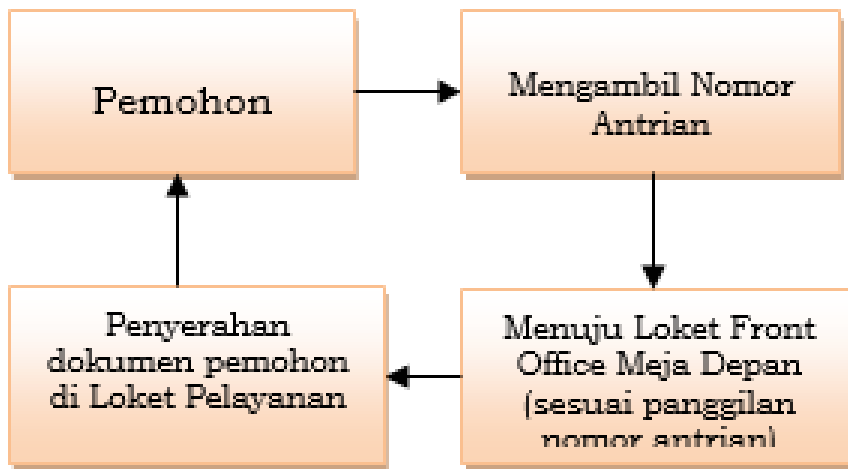 Pemohon
Mengambil Nomor
Antrian
Menuju Loket Front
Office Meja Depan
(sesuai panggilan
nomor antrian)
Penyerahan
dokumen pemohon
di Loket Pelayanan